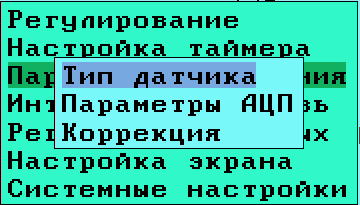 Регулирование
Настройка таймера
Тип датчика
Параметры АЦП
Коррекция
Настройка экрана
Системные настройки